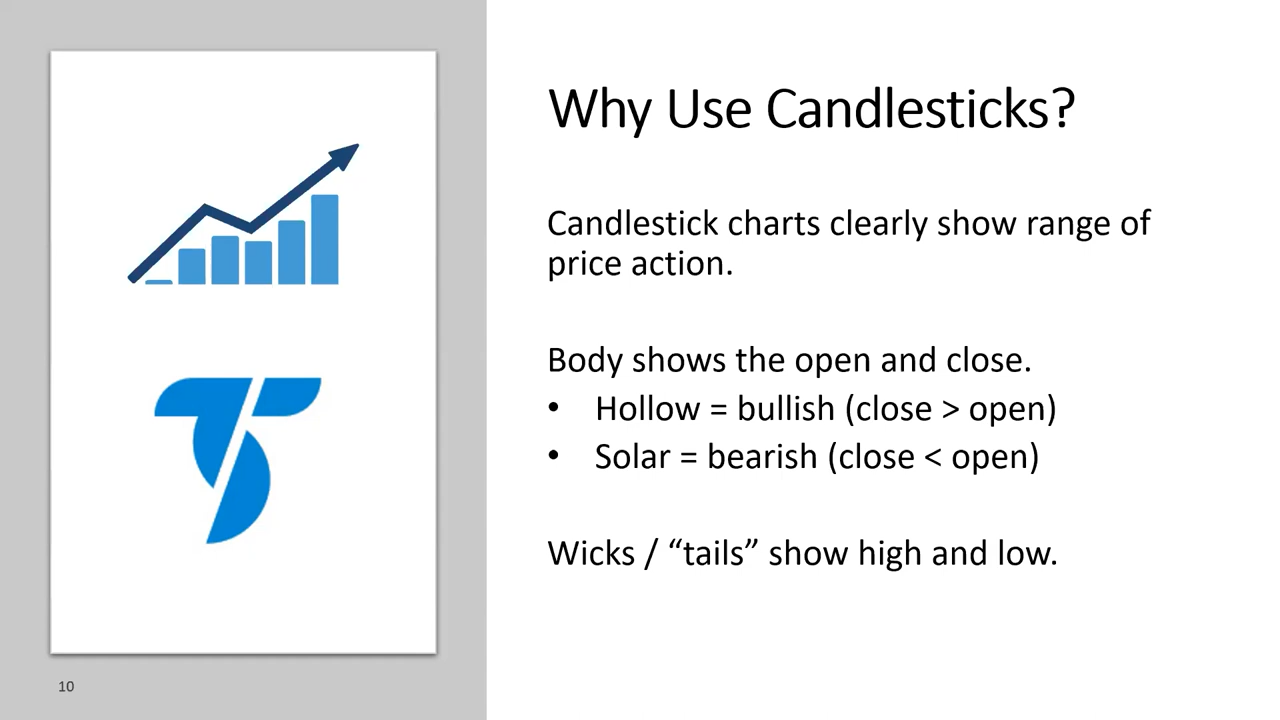 Why Use Candlesticks?
Candlestick charts clearly show range of
price action.
Body shows the open and close.
• Hollow = bullish (close > open)
• Solar = bearish (close < open)
Wicks / “tails” show high and low.
10